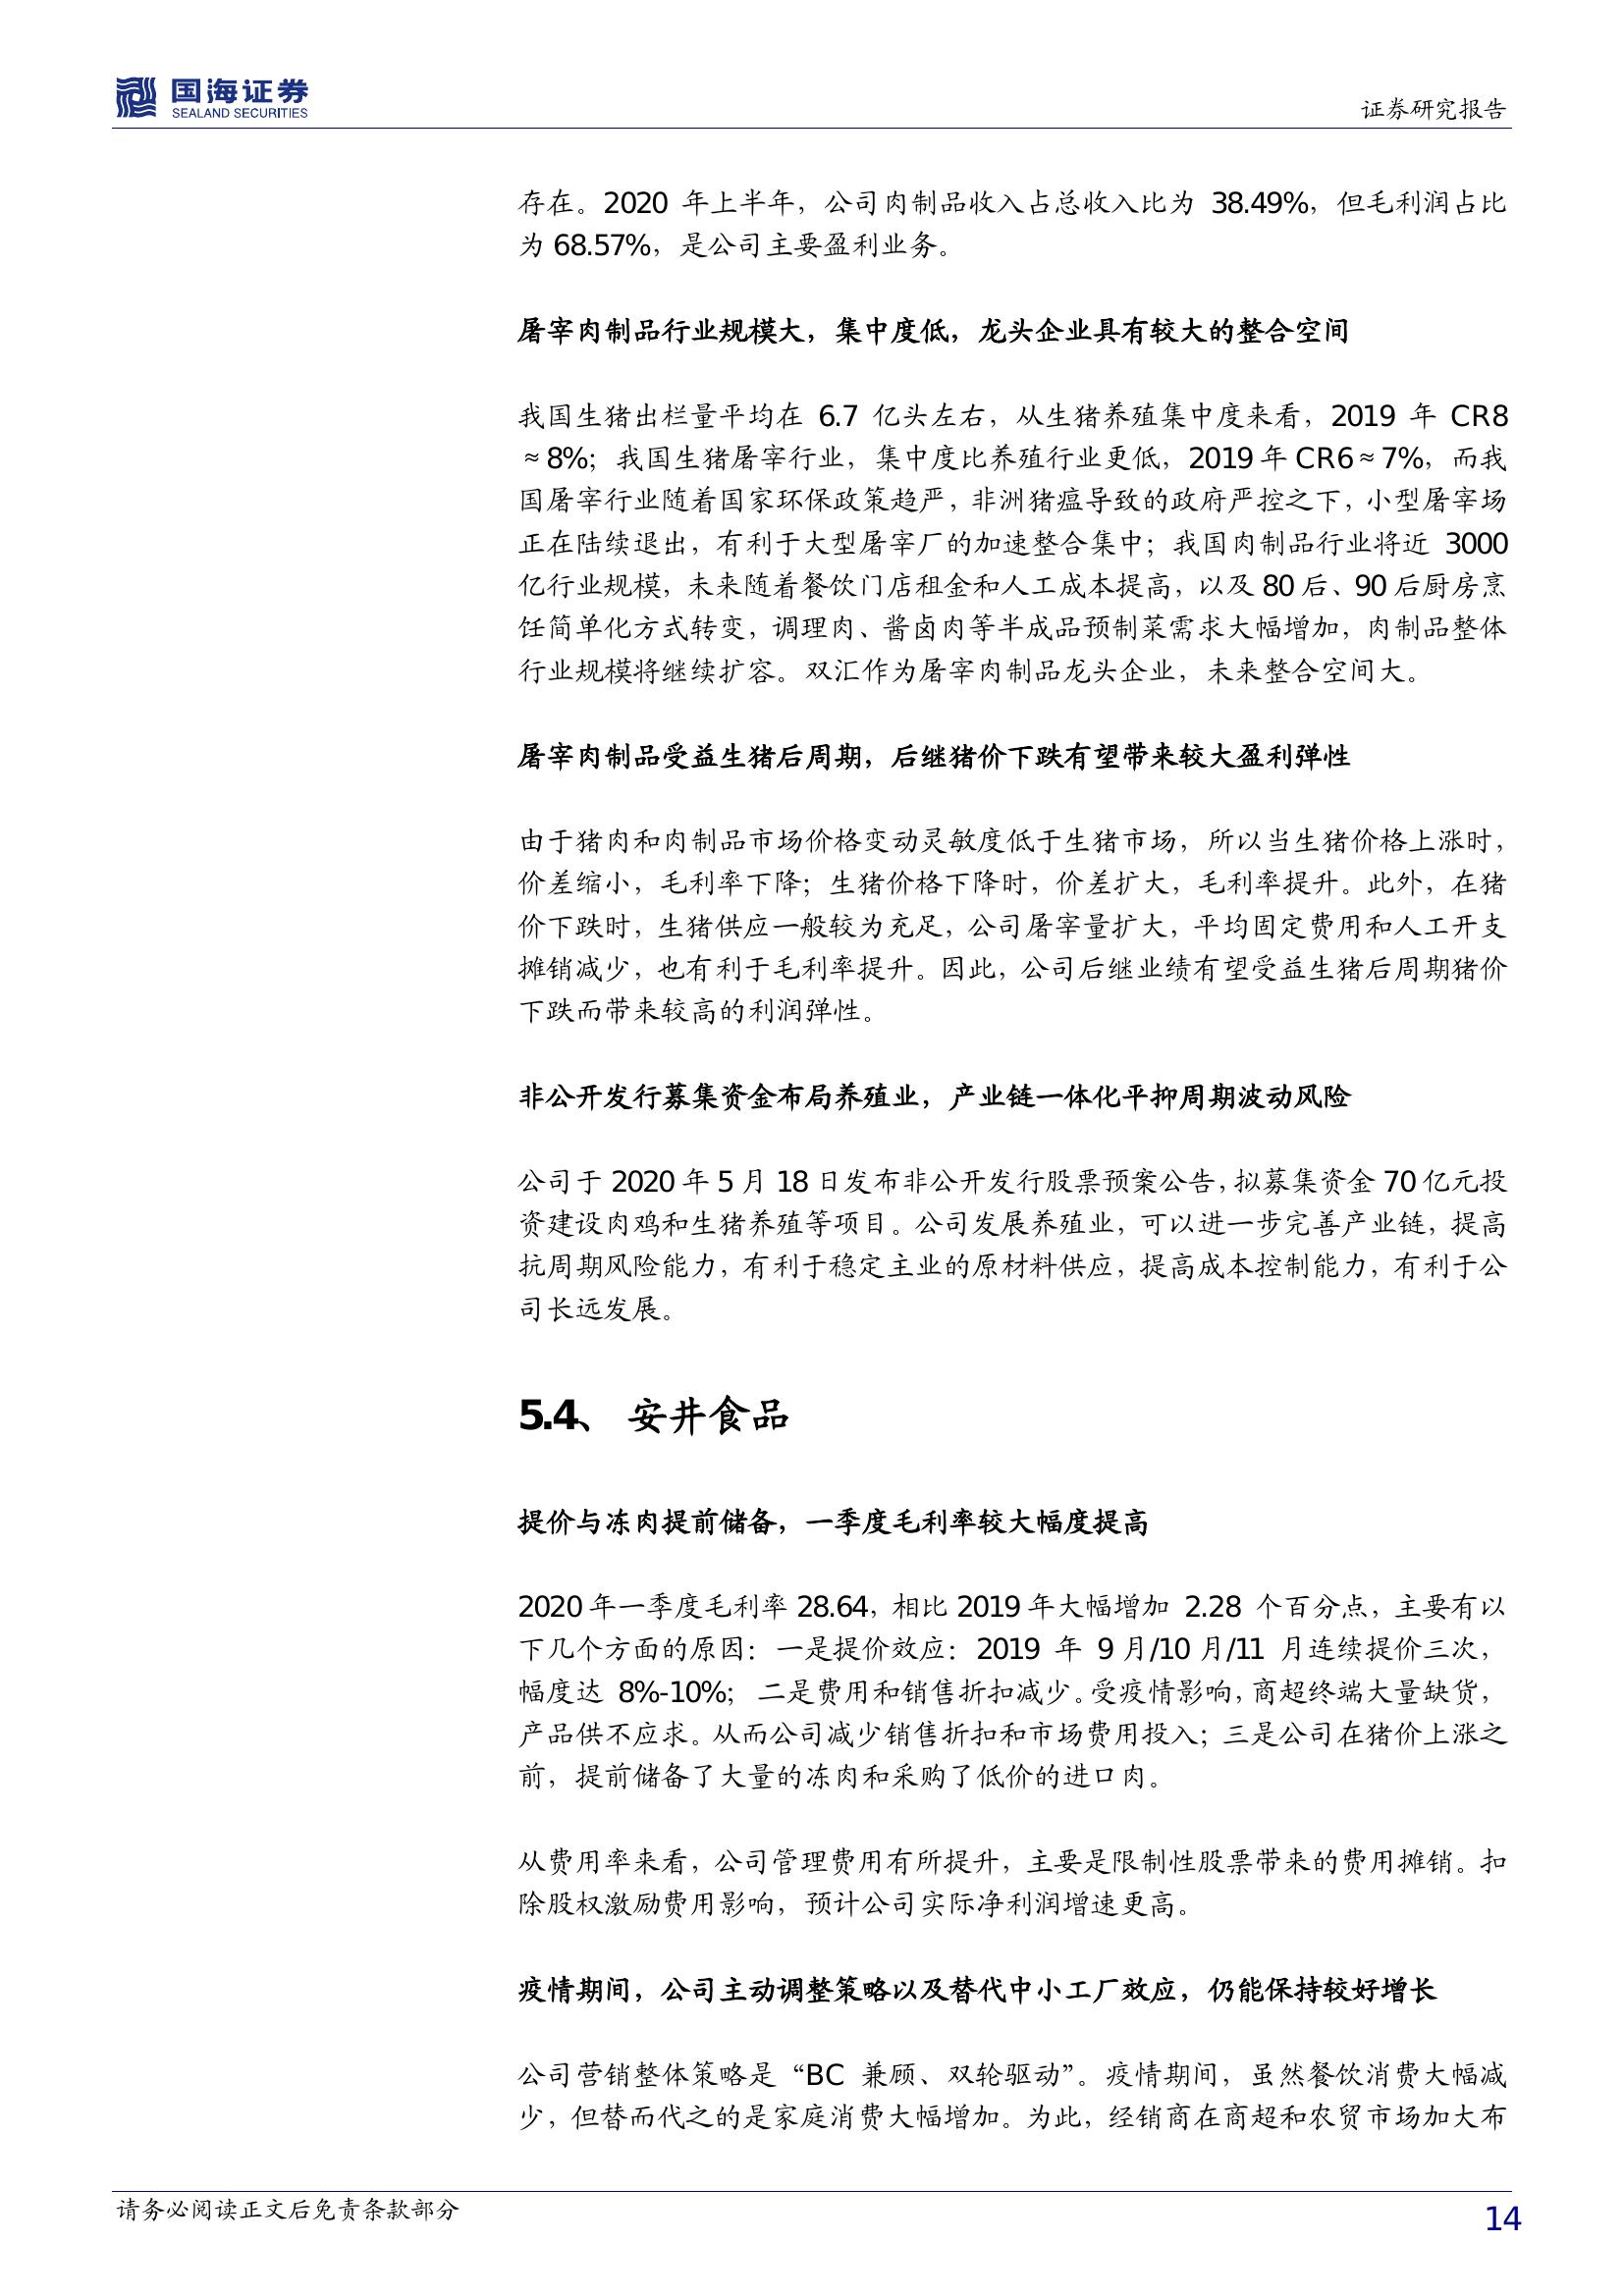 国海证券
SEALAND SECURITIES
证券研究报告
存在。2020 年上半年，公司肉制品收入占总收入比为 38.49%，但毛利润占比
为 68.57%，是公司主要盈利业务。
屠宰肉制品行业规模大，集中度低，龙头企业具有较大的整合空间
我国生猪出栏量平均在 6.7 亿头左右，从生猪养殖集中度来看，2019 年 CR8
≈8%；我国生猪屠宰行业，集中度比养殖行业更低，2019 年 CR6≈7%，而我
国屠宰行业随着国家环保政策趋严，非洲猪瘟导致的政府严控之下，小型屠宰场
正在陆续退出，有利于大型屠宰厂的加速整合集中；我国肉制品行业将近 3000
亿行业规模，未来随着餐饮门店租金和人工成本提高，以及 80 后、90 后厨房烹
饪简单化方式转变，调理肉、酱卤肉等半成品预制菜需求大幅增加，肉制品整体
行业规模将继续扩容。双汇作为屠宰肉制品龙头企业，未来整合空间大。
屠宰肉制品受益生猪后周期，后继猪价下跌有望带来较大盈利弹性
由于猪肉和肉制品市场价格变动灵敏度低于生猪市场，所以当生猪价格上涨时，
价差缩小，毛利率下降；生猪价格下降时，价差扩大，毛利率提升。此外，在猪
价下跌时，生猪供应一般较为充足，公司屠宰量扩大，平均固定费用和人工开支
摊销减少，也有利于毛利率提升。因此，公司后继业绩有望受益生猪后周期猪价
下跌而带来较高的利润弹性。
非公开发行募集资金布局养殖业，产业链一体化平抑周期波动风险
公司于 2020 年 5 月 18 日发布非公开发行股票预案公告，拟募集资金 70 亿元投
资建设肉鸡和生猪养殖等项目。公司发展养殖业，可以进一步完善产业链，提高
抗周期风险能力，有利于稳定主业的原材料供应，提高成本控制能力，有利于公
司长远发展。
5.4、 安井食品
提价与冻肉提前储备，一季度毛利率较大幅度提高
2020 年一季度毛利率 28.64，相比 2019 年大幅增加 2.28 个百分点，主要有以
下几个方面的原因：一是提价效应：2019 年 9 月/10 月/11 月连续提价三次，
幅度达 8%-10%； 二是费用和销售折扣减少。受疫情影响，商超终端大量缺货，
产品供不应求。从而公司减少销售折扣和市场费用投入；三是公司在猪价上涨之
前，提前储备了大量的冻肉和采购了低价的进口肉。
从费用率来看，公司管理费用有所提升，主要是限制性股票带来的费用摊销。扣
除股权激励费用影响，预计公司实际净利润增速更高。
疫情期间，公司主动调整策略以及替代中小工厂效应，仍能保持较好增长
公司营销整体策略是“BC 兼顾、双轮驱动”。疫情期间，虽然餐饮消费大幅减
少，但替而代之的是家庭消费大幅增加。为此，经销商在商超和农贸市场加大布
请务必阅读正文后免责条款部分
14